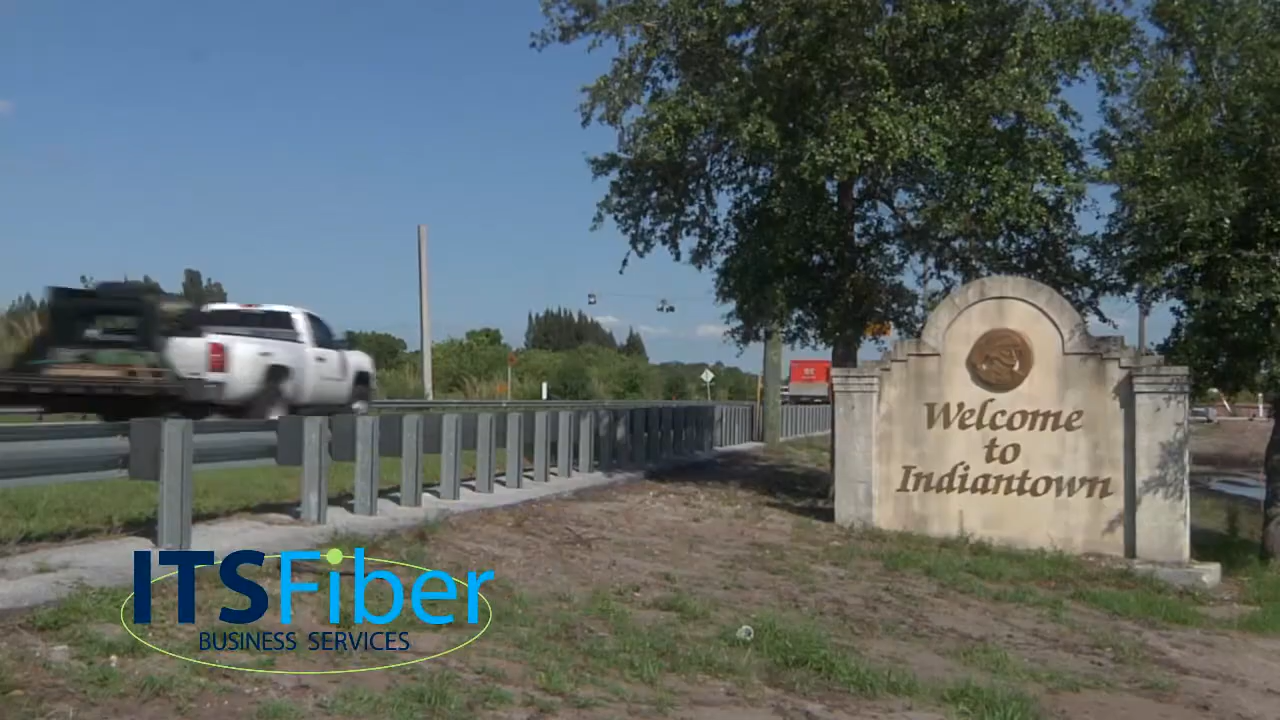 Welcome
to
Indiantown
ITSFiber
BUSINESS SERVICES